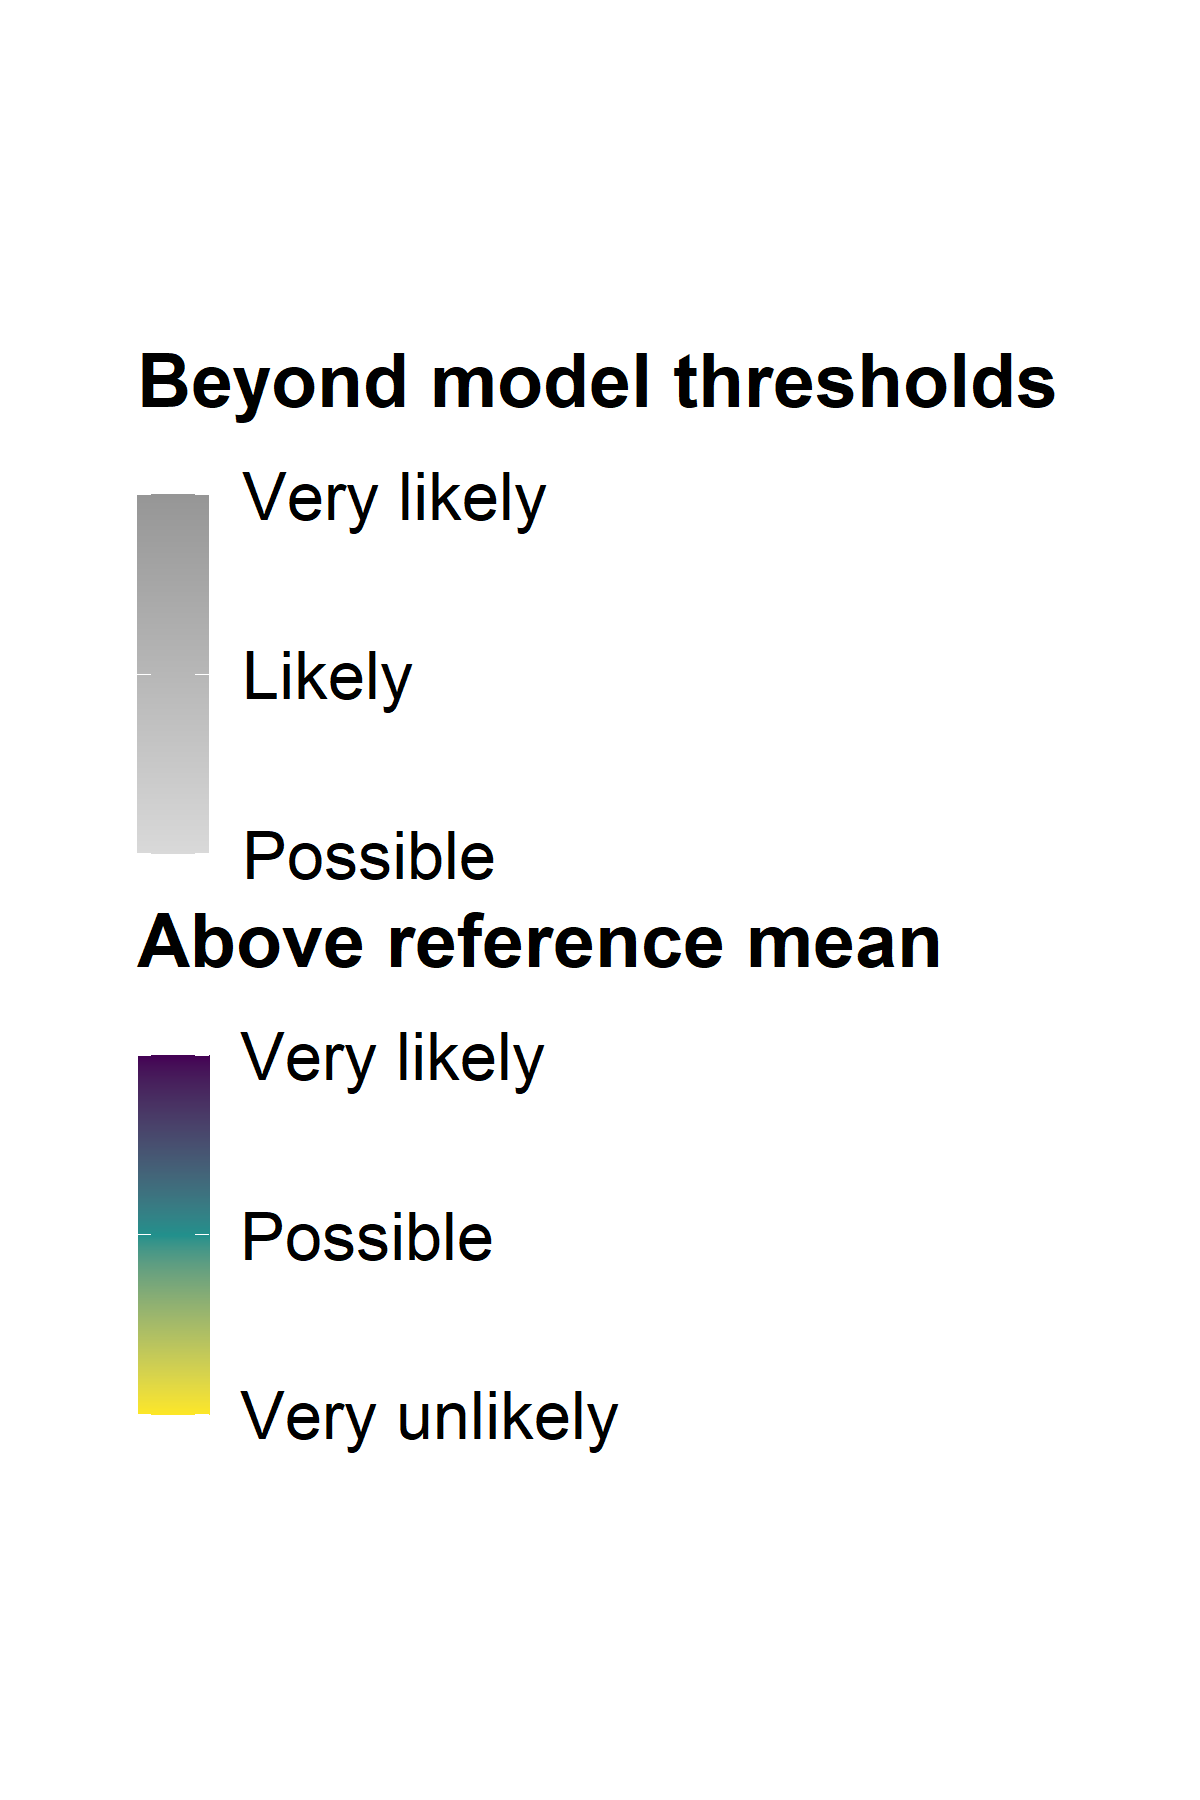 Beyond model thresholds
Very likely
Likely
Possible
Above reference mean
Very likely
Possible
Very unlikely